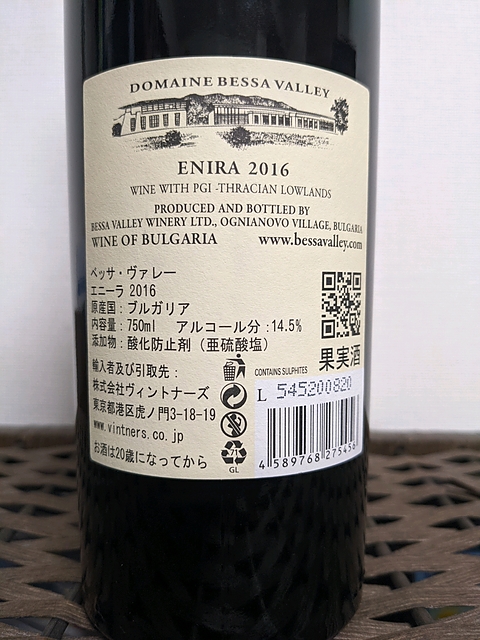 DOMAINE BESSA VALLEY
ENIRA 2016
WINE WITH PGI -THRACIAN LOWLANDS
PRODUCED AND BOTTLED BY
BESSA VALLEY WINERY LTD., OGNIANOVO VILLAGE, BULGARIA
WINE OF BULGARIA www.bessavalley.com
ベッサ・ヴァレー
エニーラ 2016
原産国：ブルガリア
内容量：750ml アルコール分：14.5%
添加物：酸化防止剤（亜硫酸塩）
果実酒
輸入者及び引取先：
株式会社ヴィントナーズ
東京都港区虎ノ門3-18-19
www.vintners.co.jp
お酒は20歳になってから
71
GL
CONTAINS SULPHITES
L 545200820
4 589768 275456